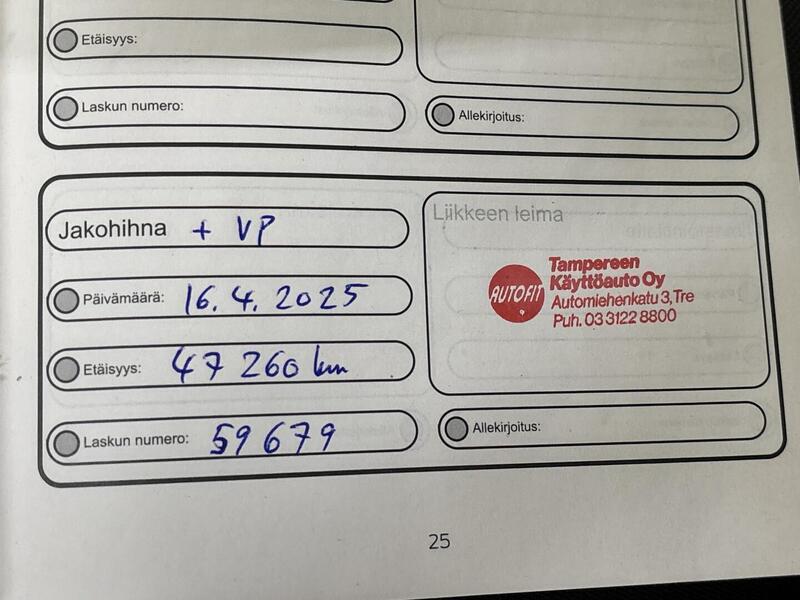 Etäisyys:
Laskun numero:
Allekirjoitus:
Jakohihna + VP
Päivämäärä: 16.4.2025
Etäisyys: 47 260 km
Laskun numero: 59679
Liikkeen leima
AUTOFIT
Tampereen
Käyttöauto Oy
Automiehenkatu 3, Tre
Puh. 03 3122 8800
Allekirjoitus:
25